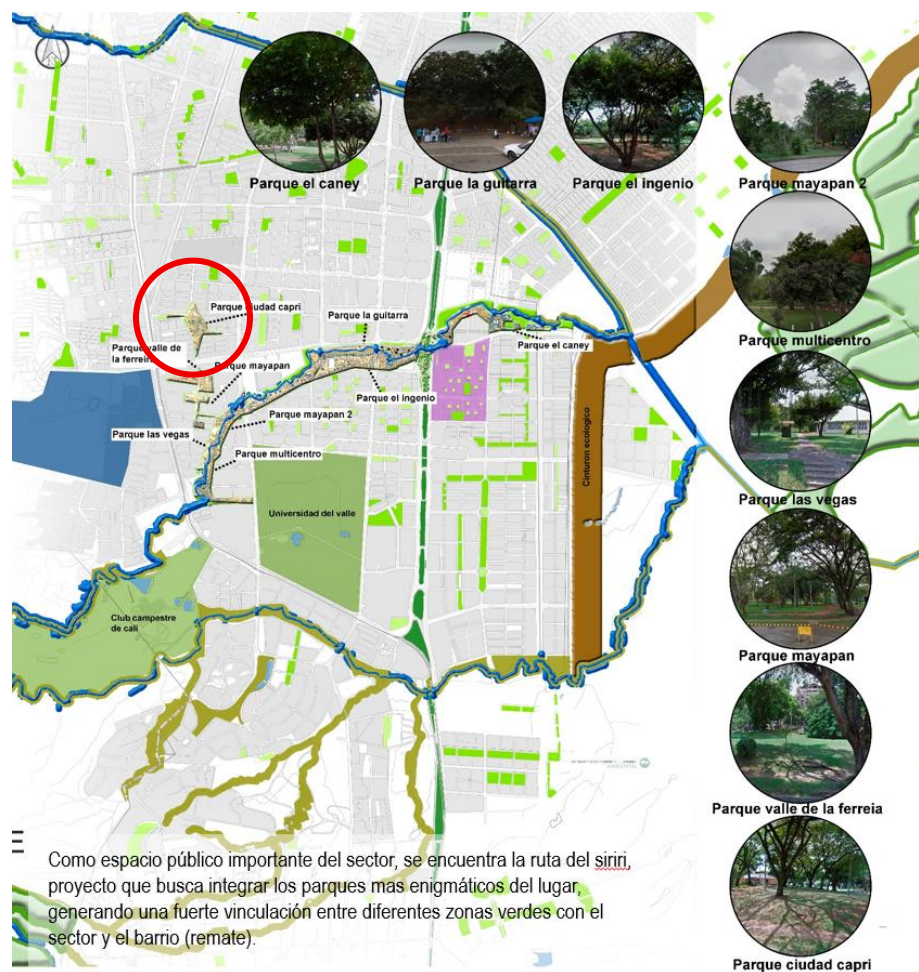 Parque el caney
Parque la guitarra
Parque el ingenio
Parque mayapan 2
Parque multicentro
Parque las vegas
Parque mayapan
Parque valle de la ferreia
Parque ciudad capri
Parque ciudad capri
Parque la guitarra
Parque el caney
Parque valle de
la ferreira
Parque mayapan
Parque el ingenio
Parque mayapan 2
Parque las vegas
Parque multicentro
Cinturon ecologico
Universidad del valle
Club campestre
de cali
Como espacio público importante del sector, se encuentra la ruta del siriri,
proyecto que busca integrar los parques mas enigmáticos del lugar,
generando una fuerte vinculación entre diferentes zonas verdes con el
sector y el barrio (remate).